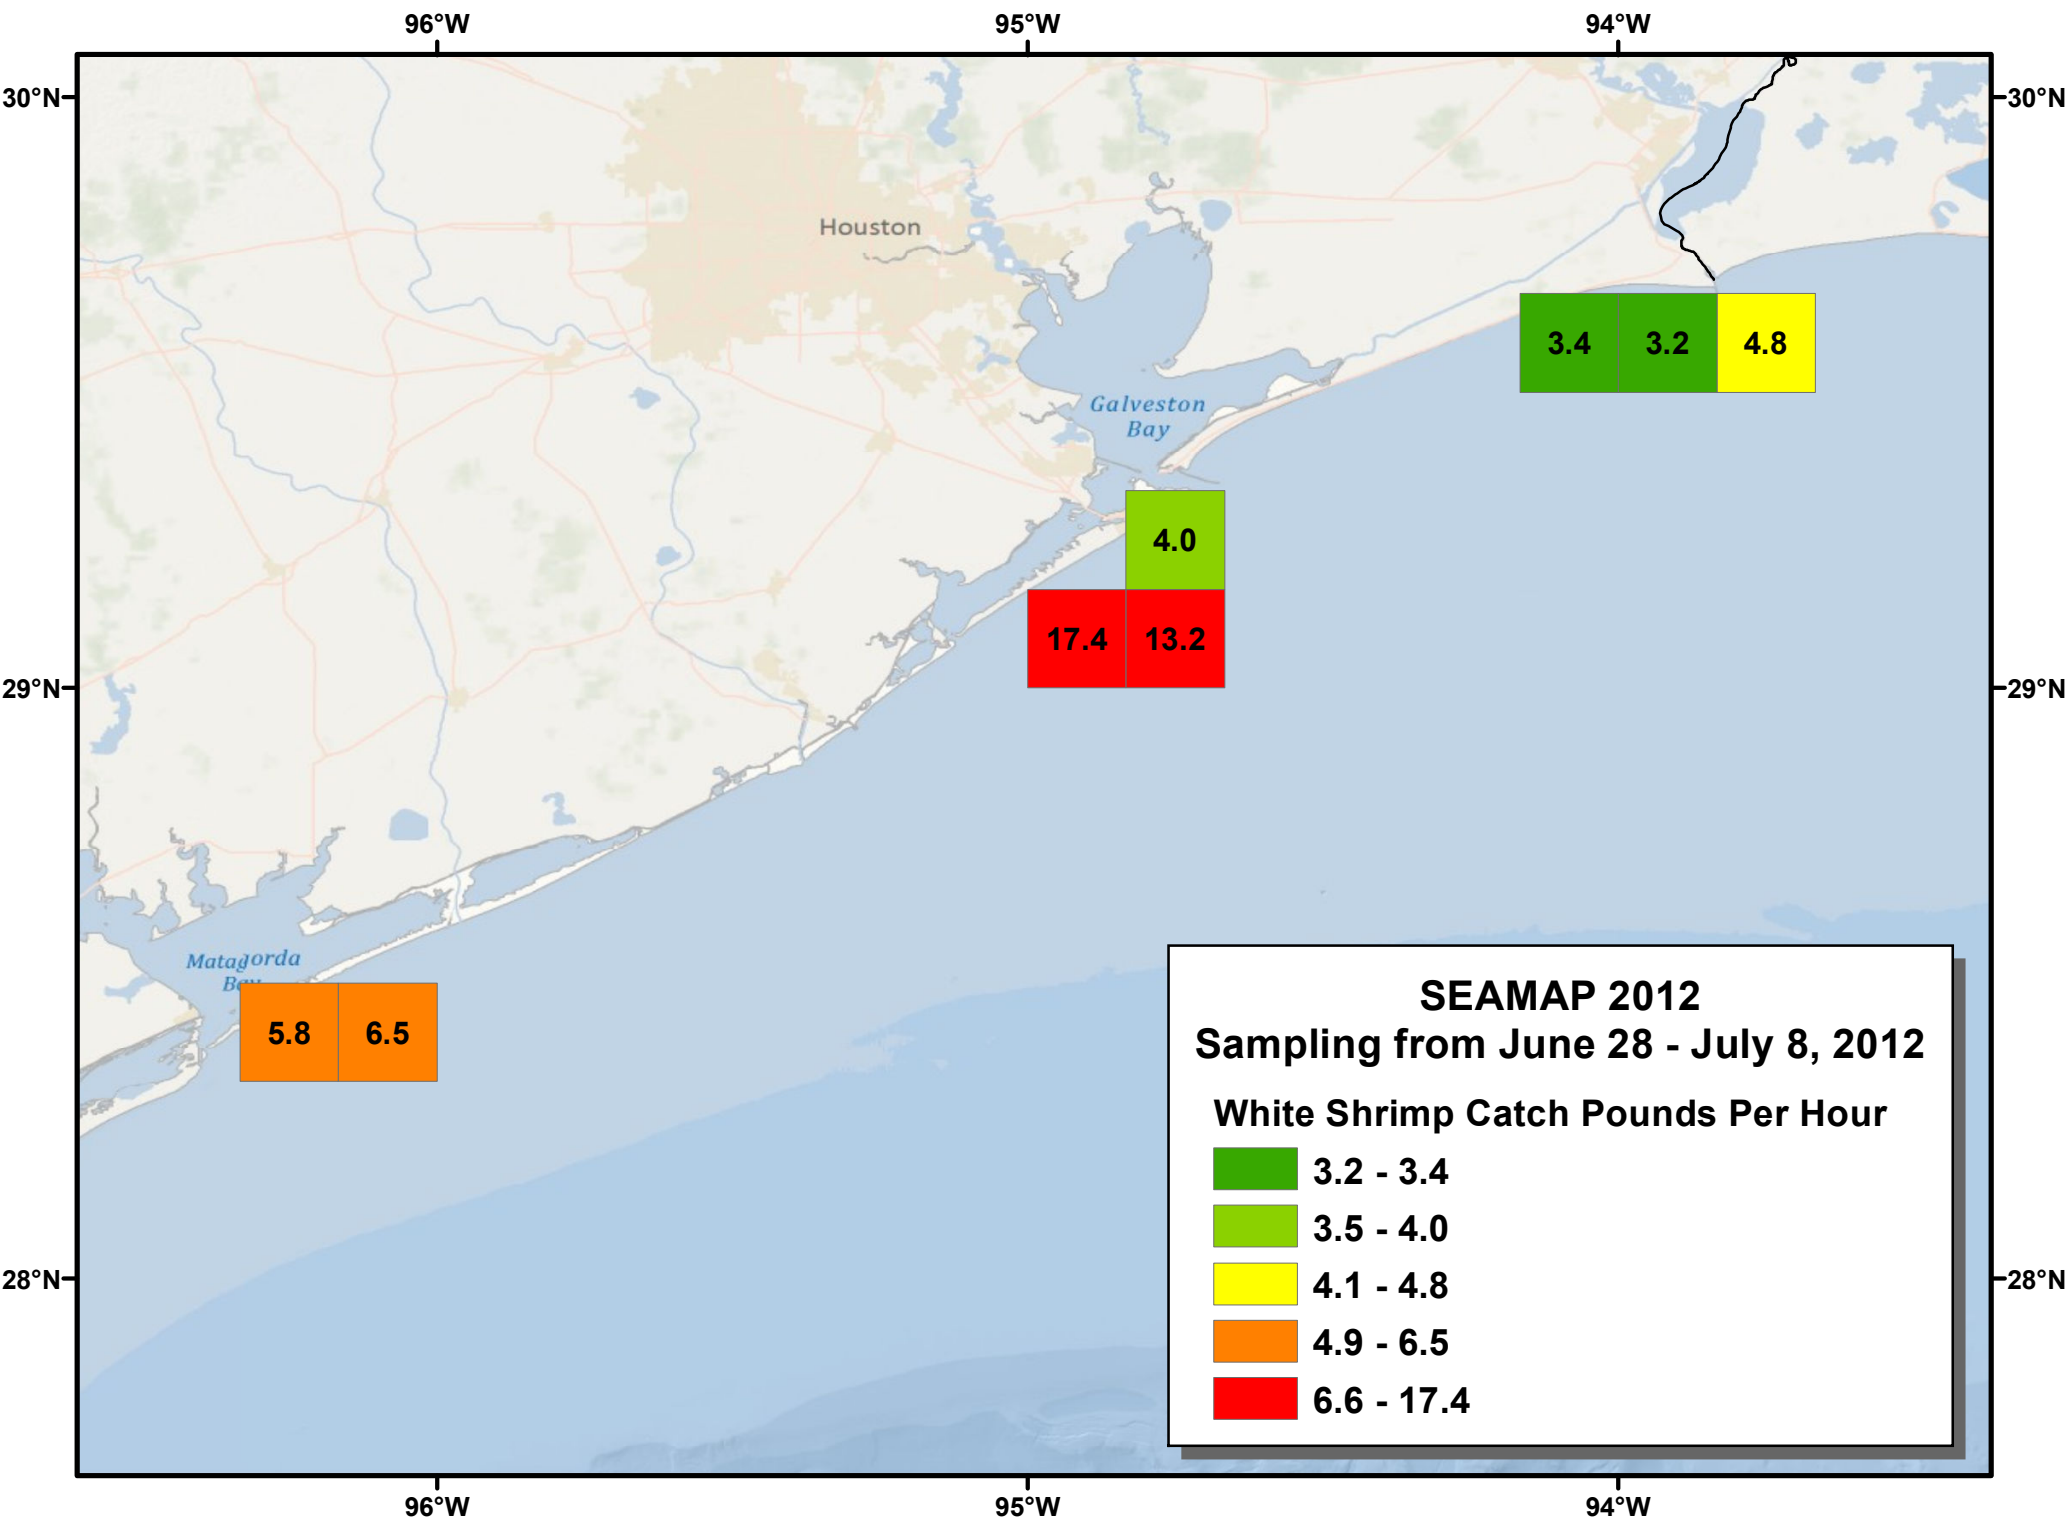 96°W 95°W 94°W
30°N 30°N
Houston
3.4 3.2 4.8
Galveston
Bay
4.0
17.4 13.2
29°N 29°N
Matagorda
Bay
5.8 6.5
SEAMAP 2012
Sampling from June 28 - July 8, 2012
White Shrimp Catch Pounds Per Hour
3.2 - 3.4
3.5 - 4.0
4.1 - 4.8
4.9 - 6.5
6.6 - 17.4
28°N 28°N
96°W 95°W 94°W